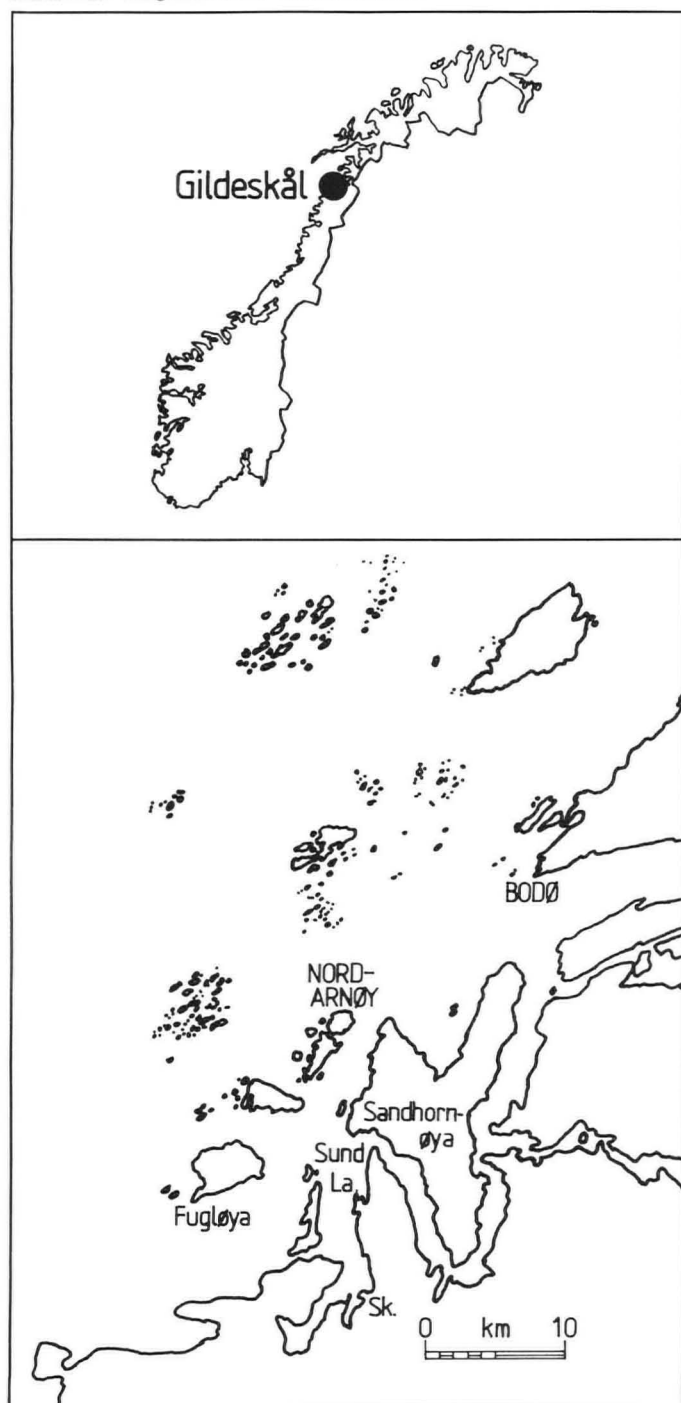 Gildeskål
BODØ
NORD-
ARNØY
Sandhorn-
øya
Sund
La.
Fugløya
Sk.
0 km 10